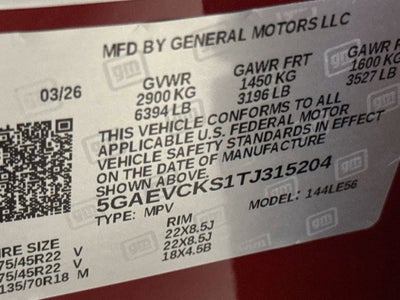 MFD BY GENERAL MOTORS LLC
03/26
GVWR
2900 KG
6394 LB
GAWR FRT
1450 KG
3196 LB
GAWR
1600 KG
3527 LB
THIS VEHICLE CONFORMS TO ALL
APPLICABLE U.S. FEDERAL MOTOR
VEHICLE SAFETY STANDARDS IN EFFECT
ON THE DATE OF MANUFACTURE
SHOWN ABOVE.
5GAEVCKS1TJ315204
TYPE: MPV
MODEL: 144LE56
RIM
22X8.5J
22X8.5J
18X4.5B
IRE SIZE
75/45R22 V
75/45R22 V
135/70R18 M
gm